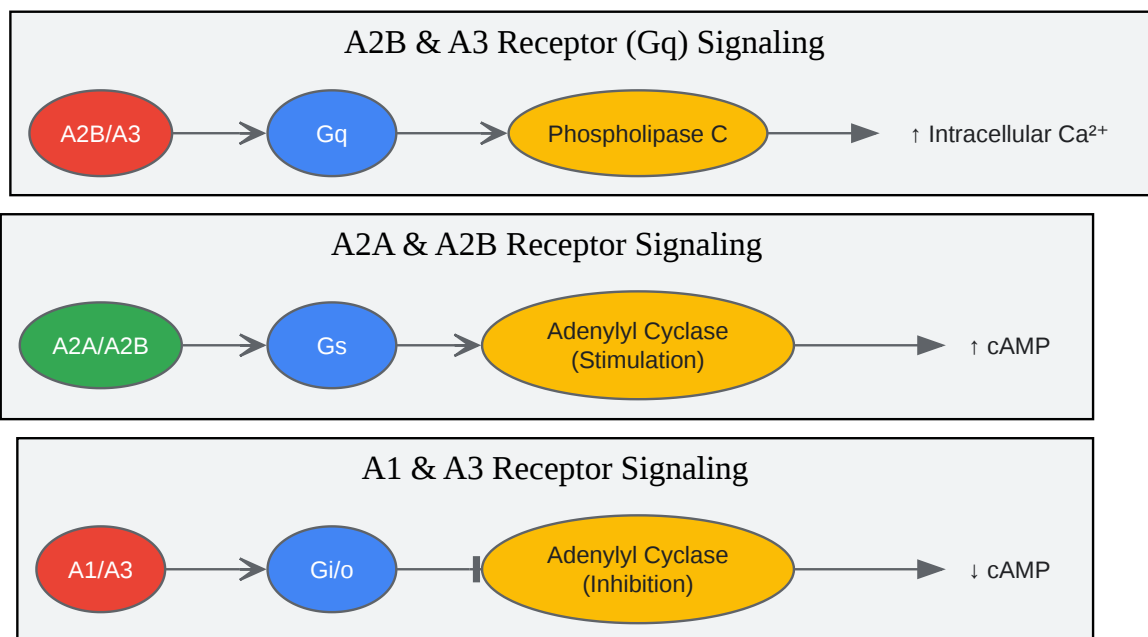 A2B & A3 Receptor (Gq) Signaling
A2B/A3
Gq
Phospholipase C
↑ Intracellular Ca²⁺
A2A & A2B Receptor Signaling
A2A/A2B
Gs
Adenylyl Cyclase
(Stimulation)
↑ cAMP
A1 & A3 Receptor Signaling
A1/A3
Gi/o
Adenylyl Cyclase
(Inhibition)
↓ cAMP